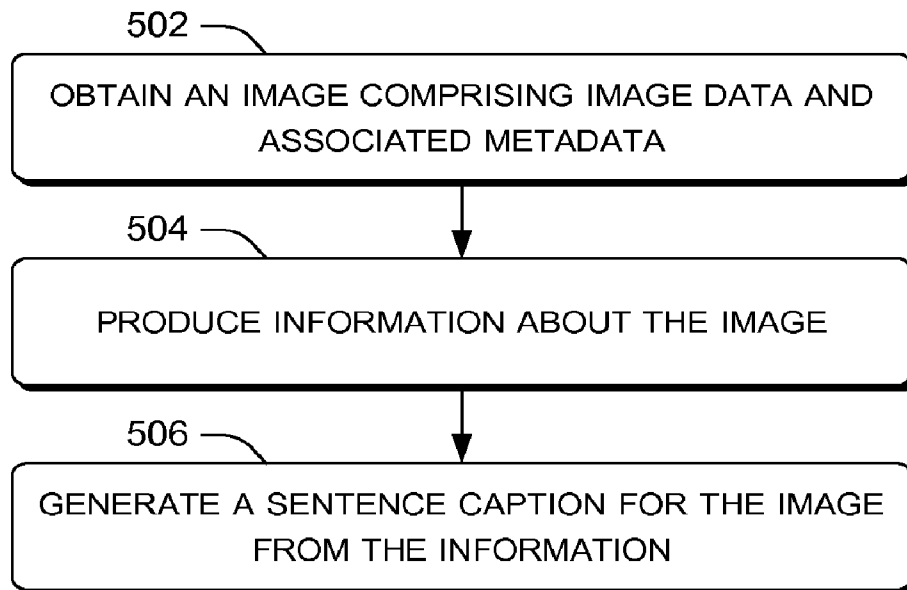 502
OBTAIN AN IMAGE COMPRISING IMAGE DATA AND
ASSOCIATED METADATA
504
PRODUCE INFORMATION ABOUT THE IMAGE
506
GENERATE A SENTENCE CAPTION FOR THE IMAGE
FROM THE INFORMATION